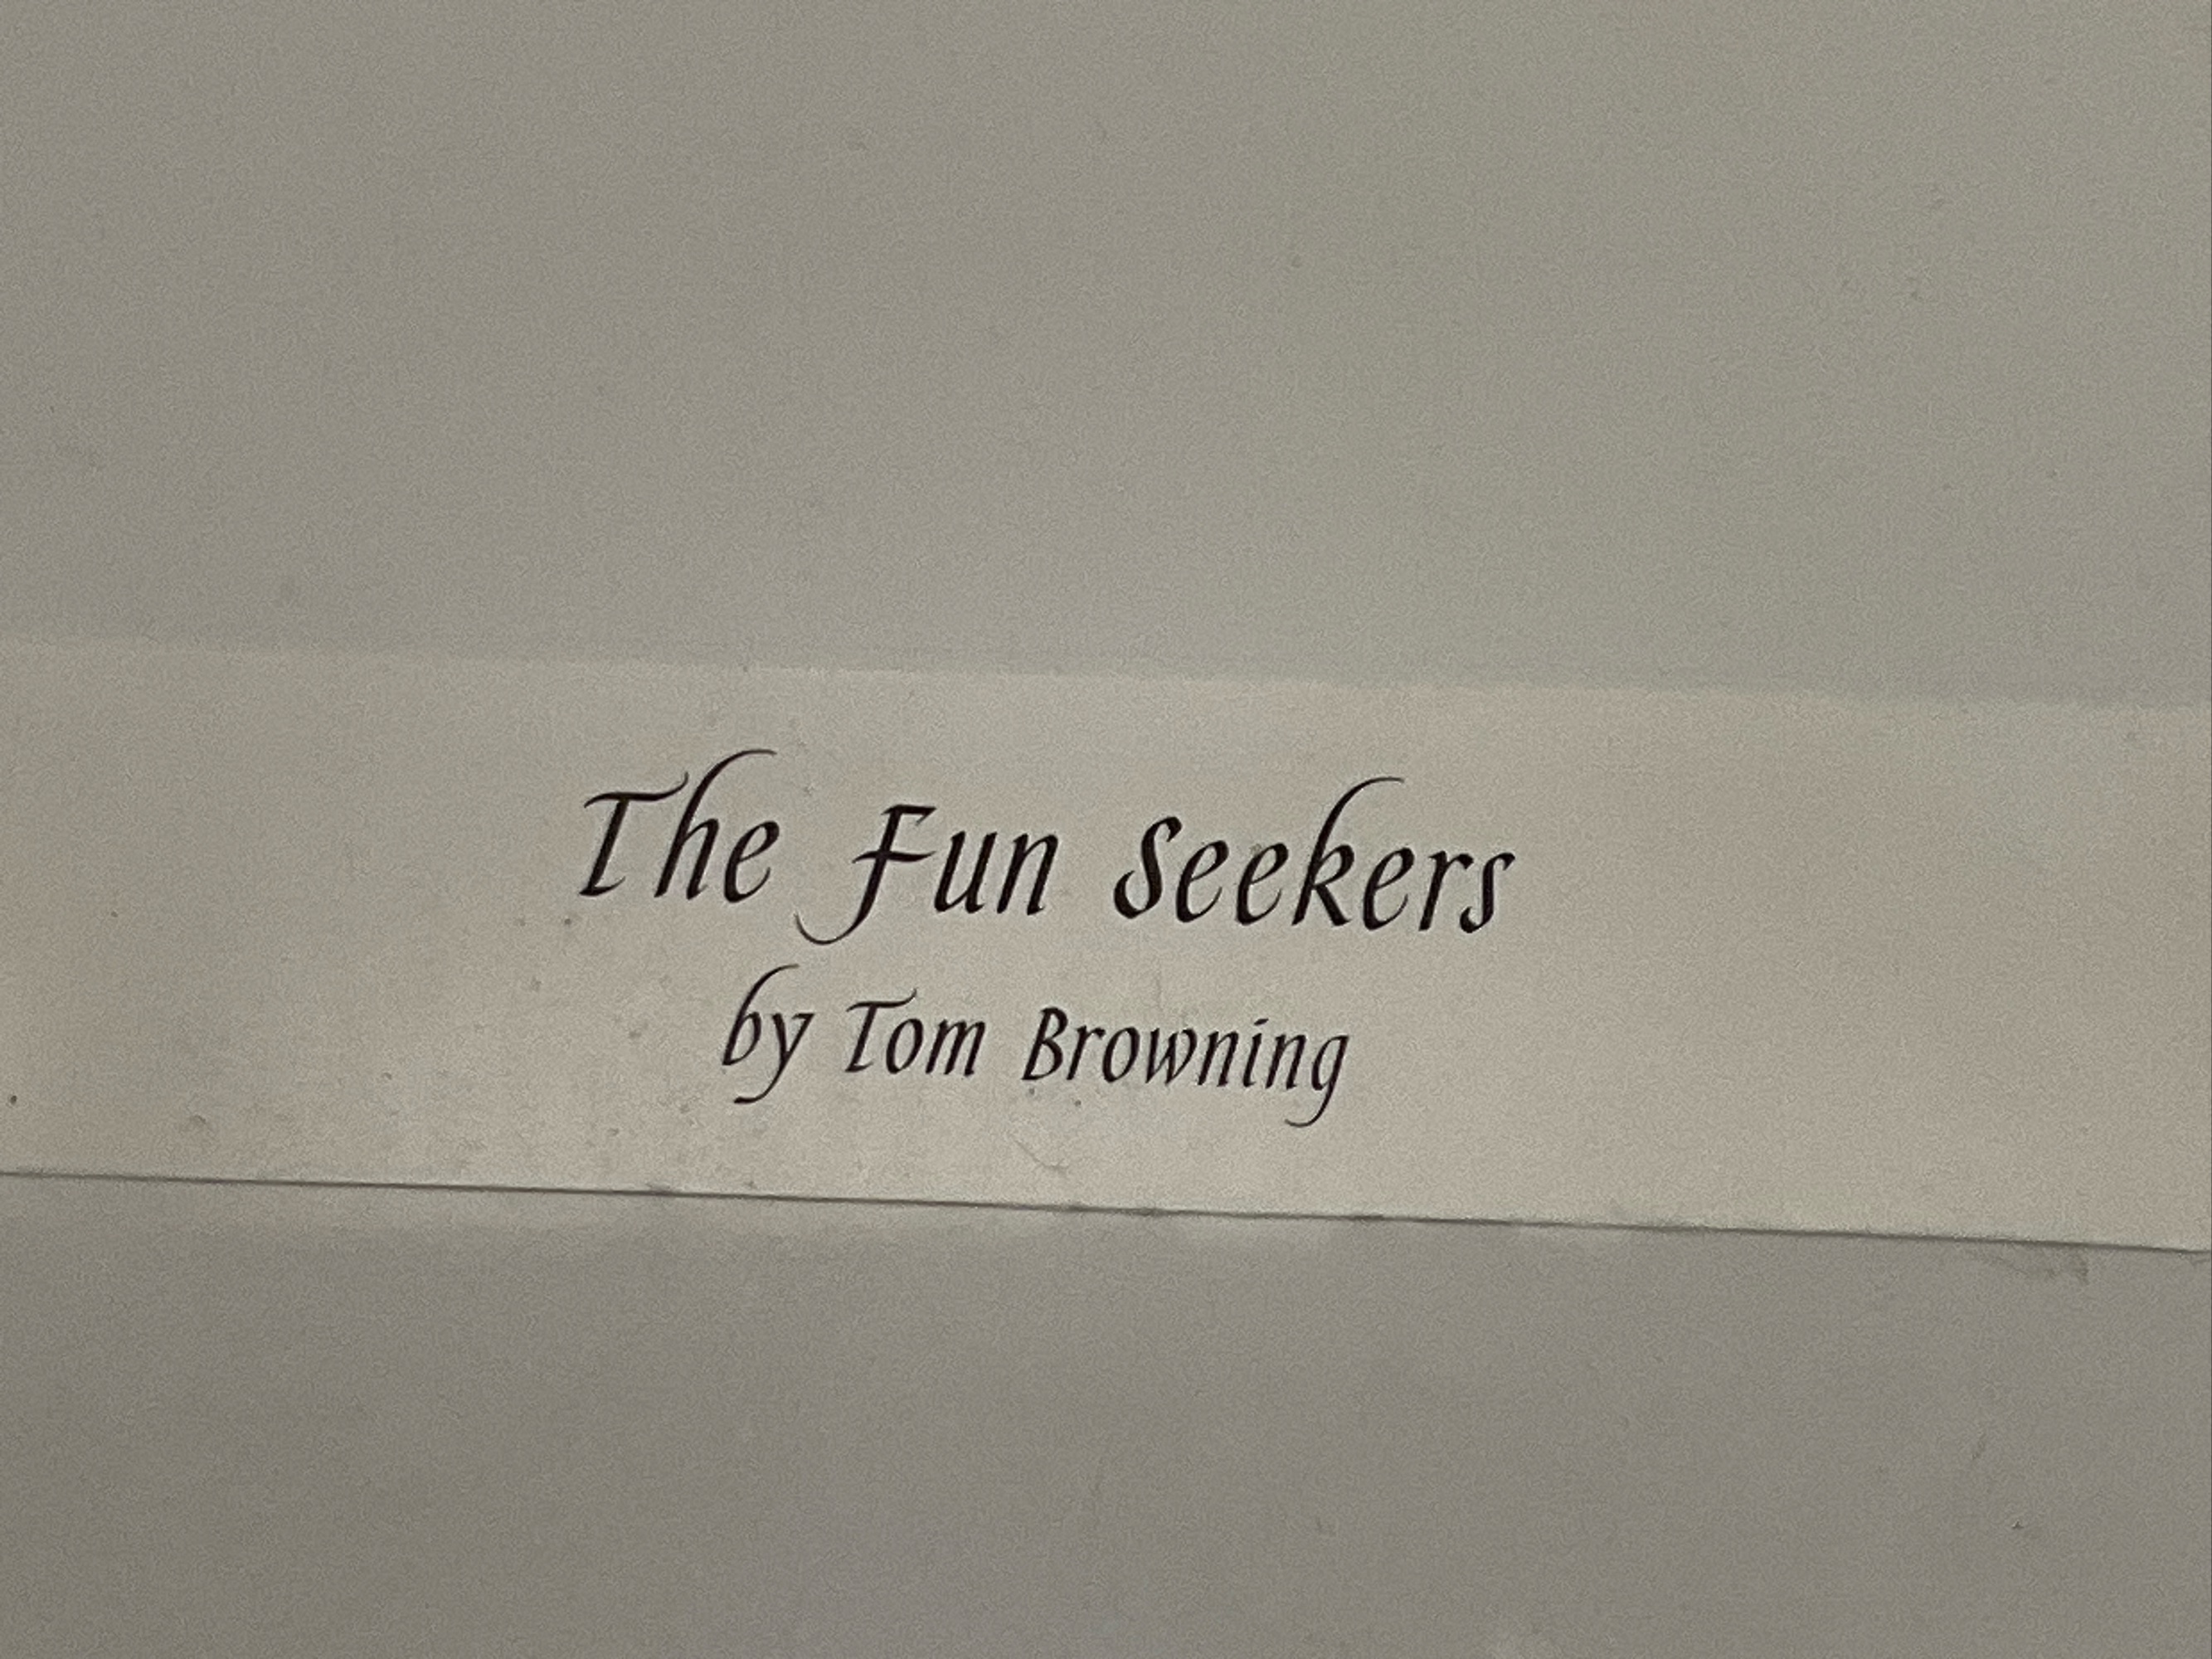 The Fun Seekers
by Tom Browning